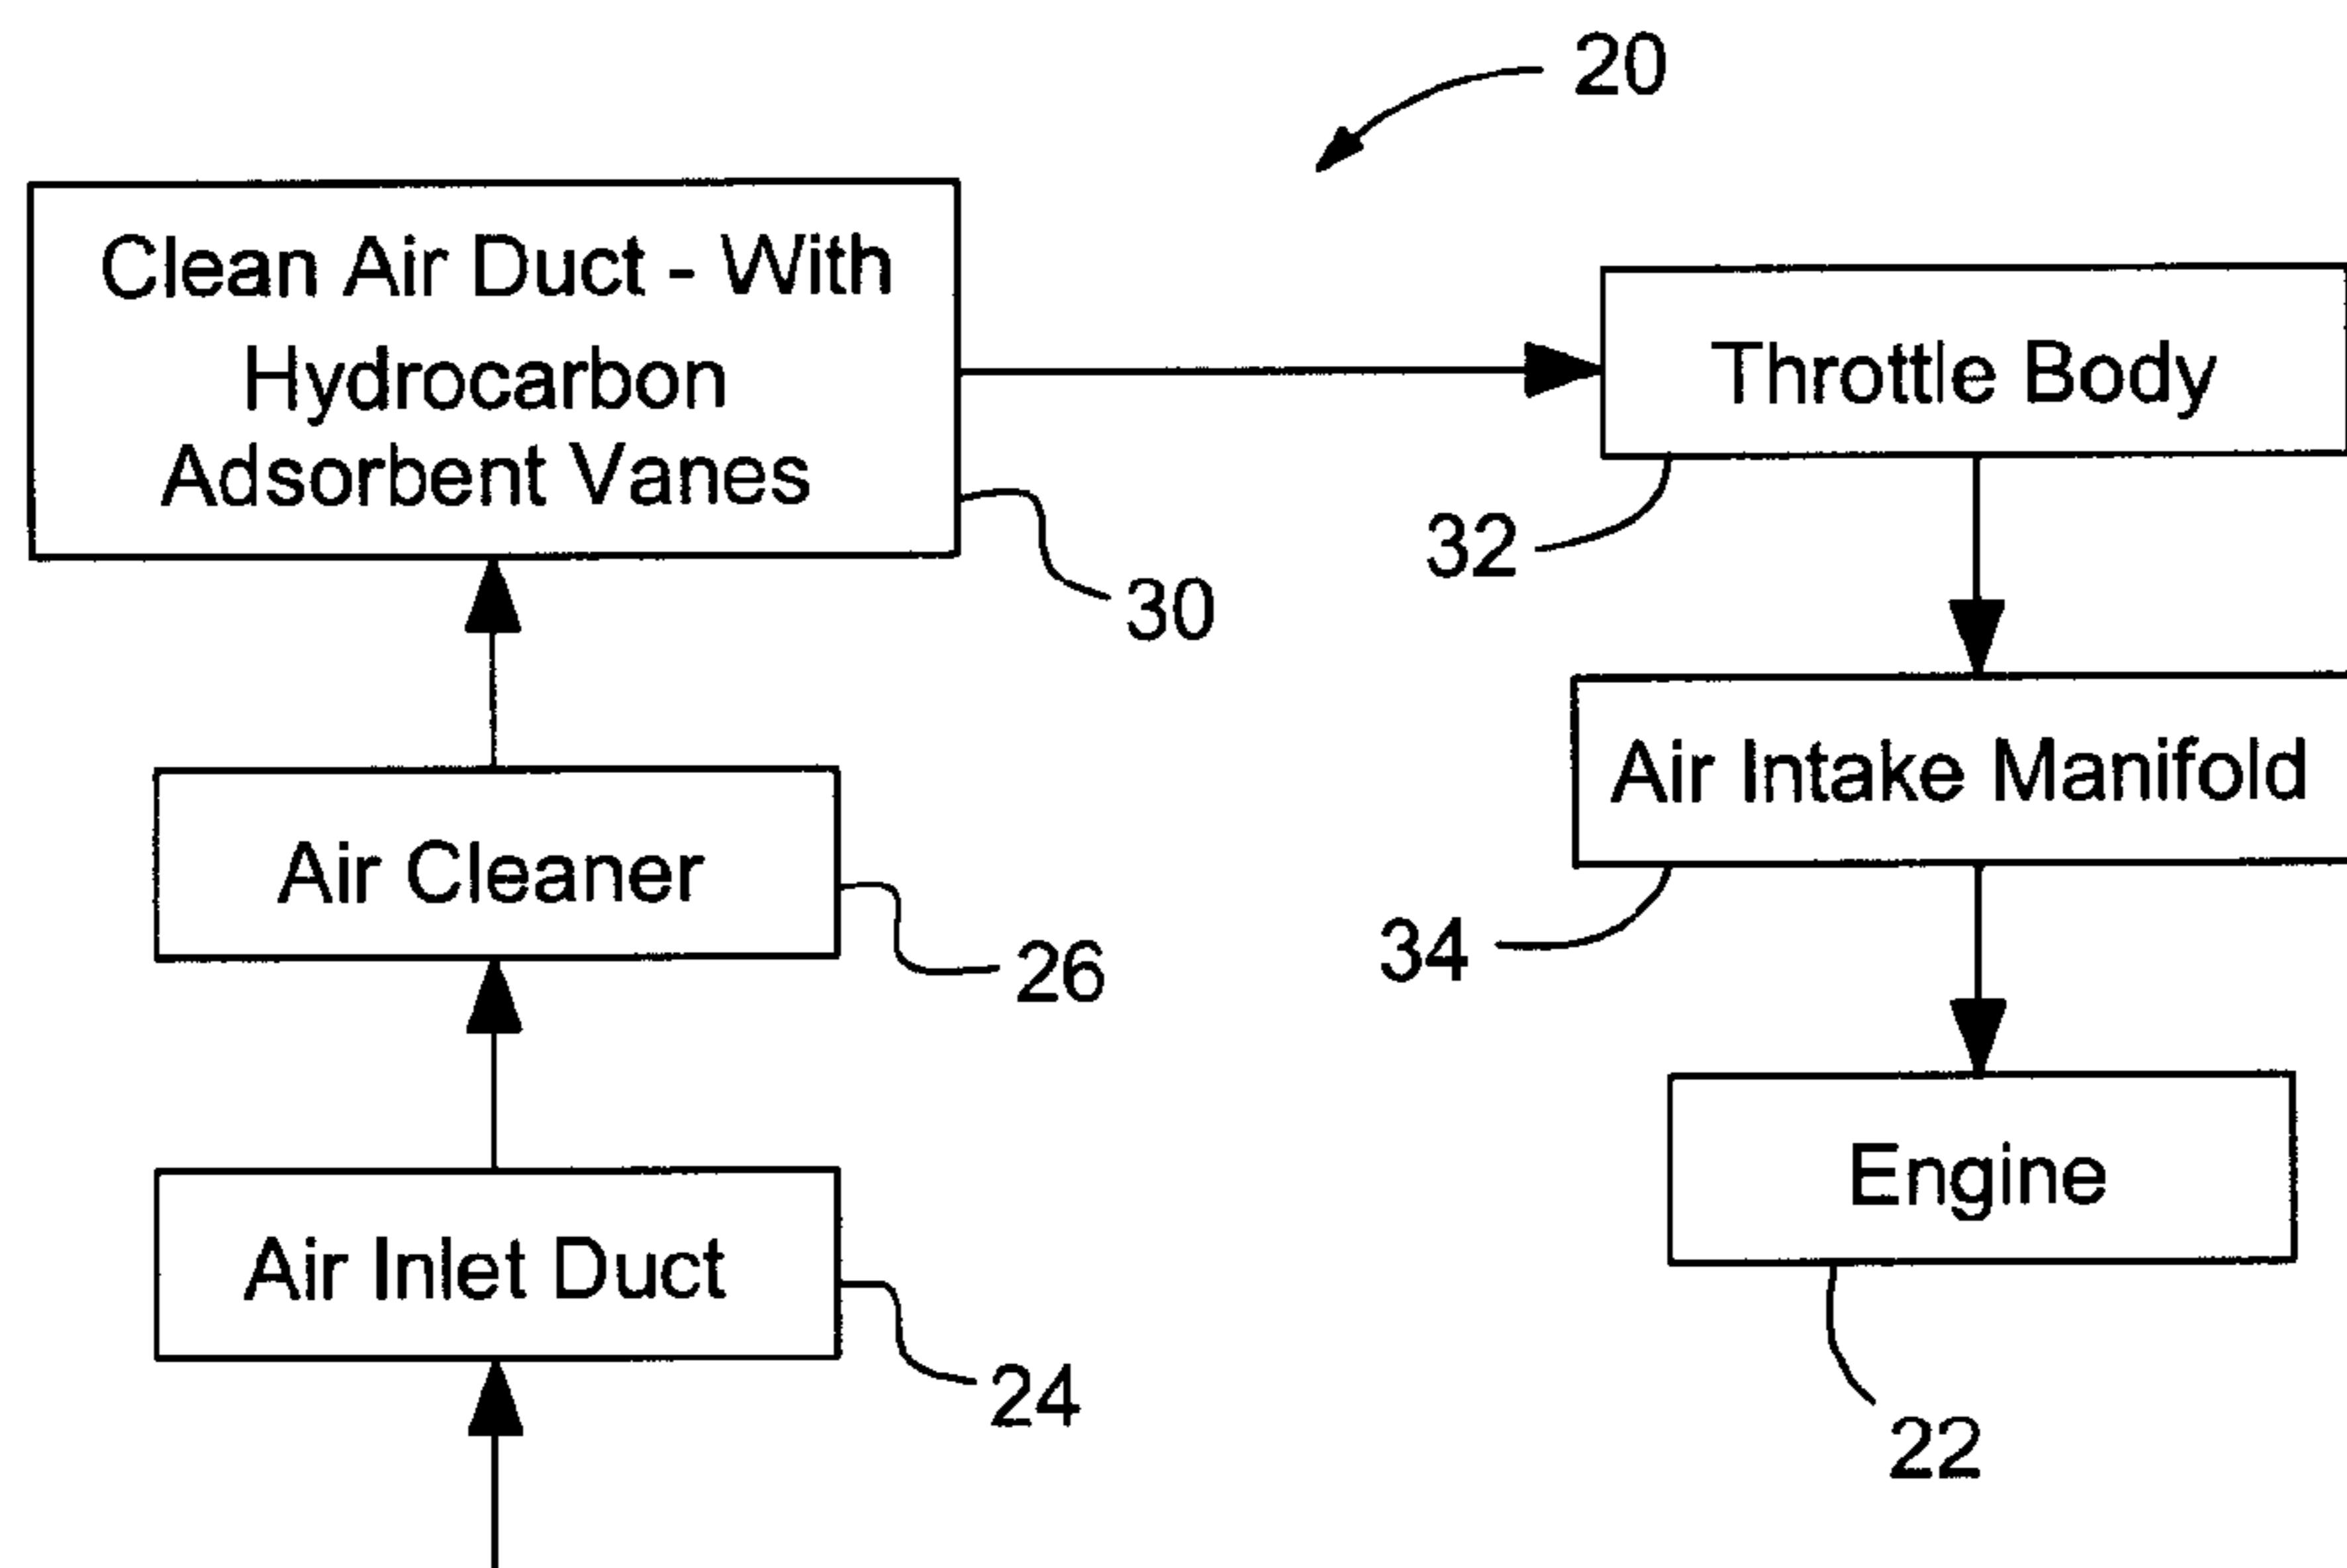 20
Clean Air Duct - With
Hydrocarbon
Adsorbent Vanes
30
Throttle Body
32
Air Intake Manifold
34
Air Cleaner
26
Engine
22
Air Inlet Duct
24